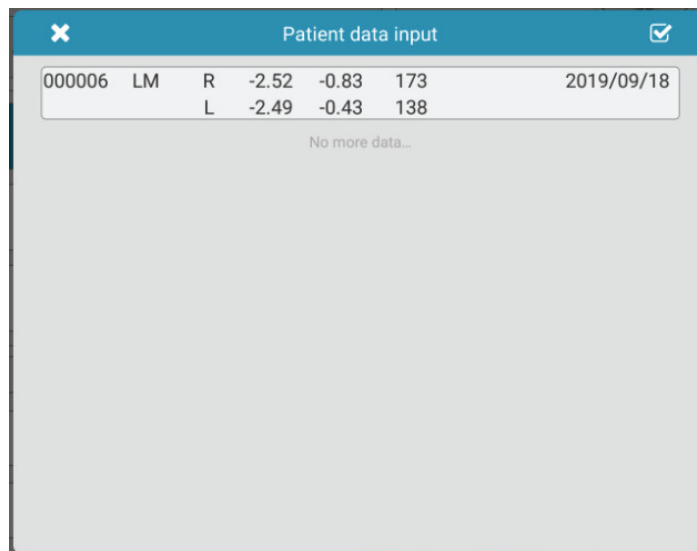 Patient data input
000006 LM R -2.52 -0.83 173 2019/09/18
L -2.49 -0.43 138
No more data...